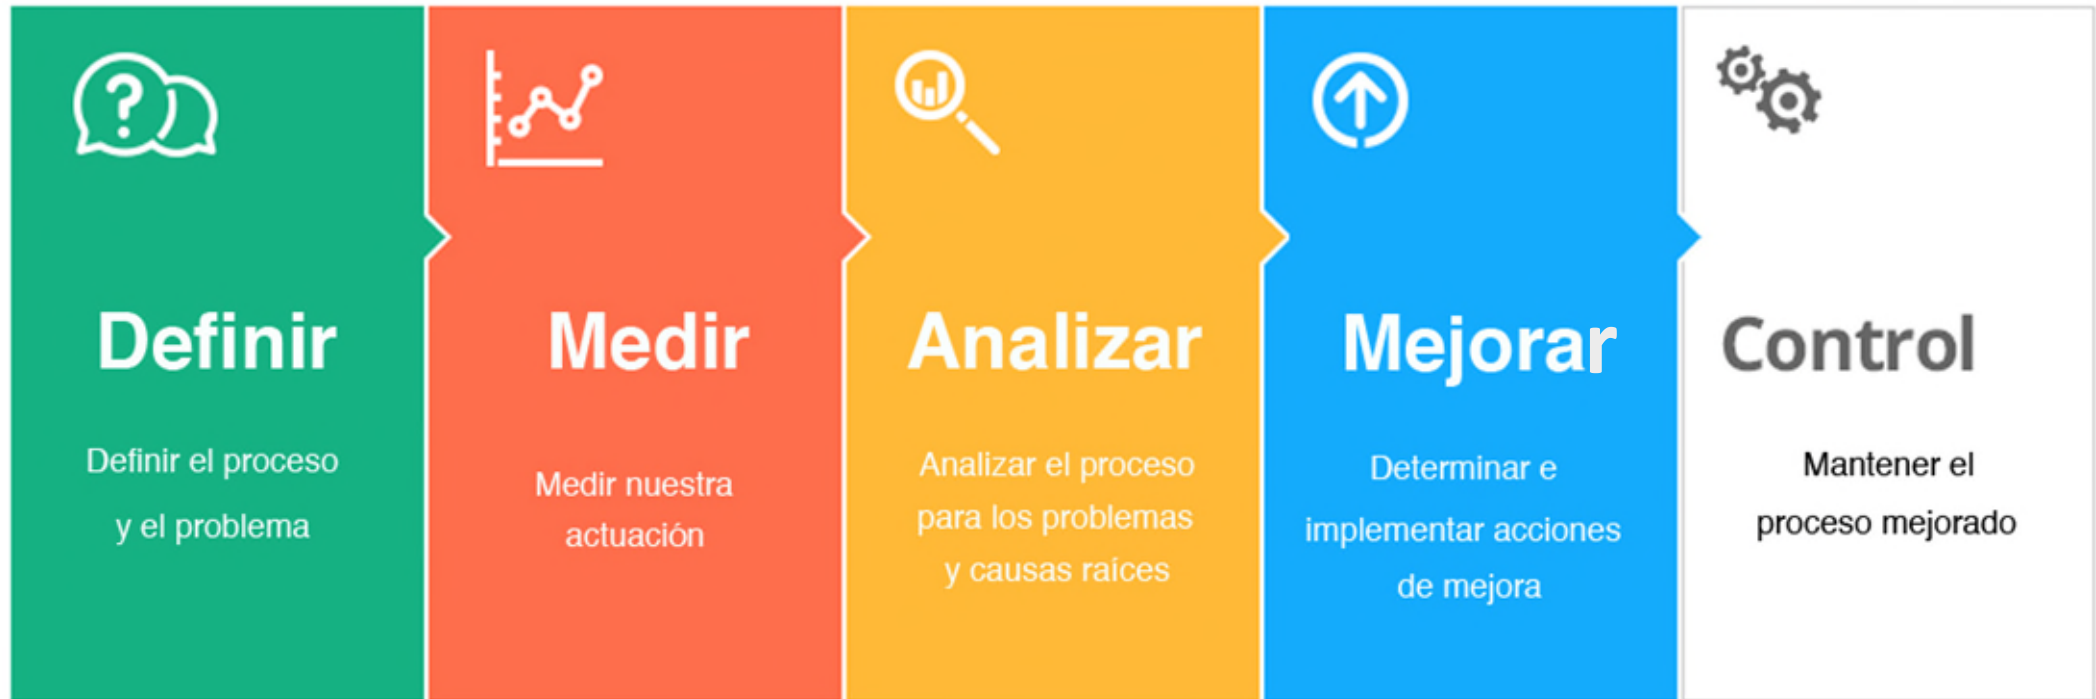 ?
Definir
Definir el proceso
y el problema
Medir
Medir nuestra
actuación
Analizar
Analizar el proceso
para los problemas
y causas raíces
Mejorar
Determinar e
implementar acciones
de mejora
Control
Mantener el
proceso mejorado